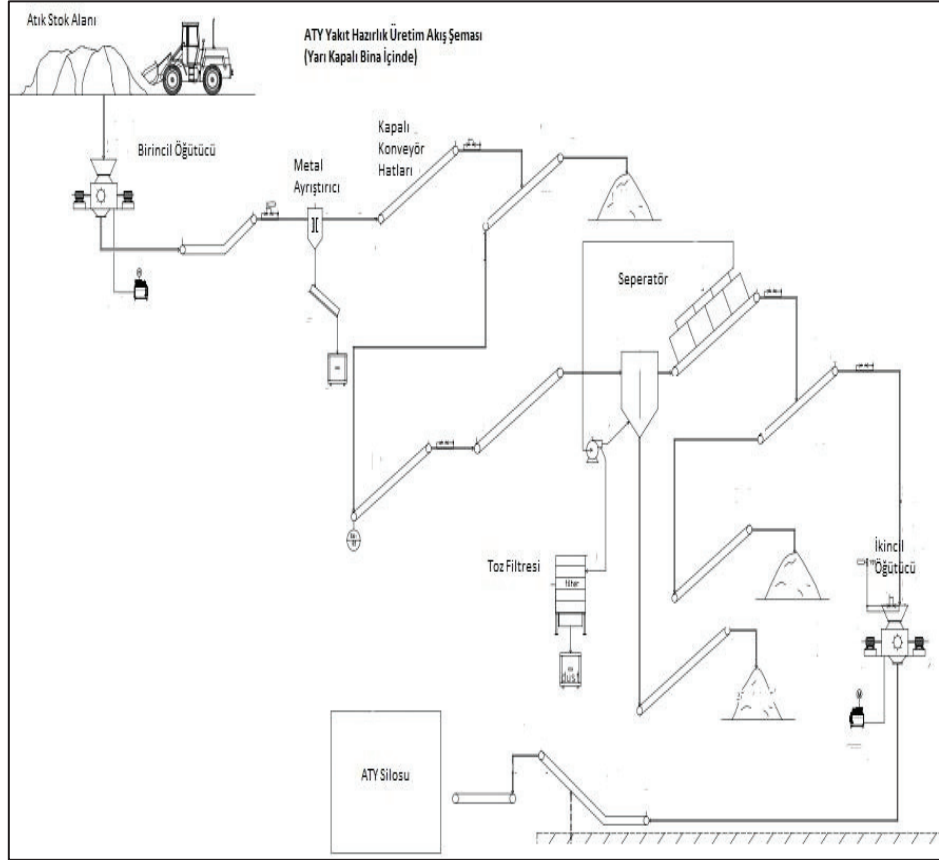 Atık Stok Alanı
ATY Yakıt Hazırlık Üretim Akış Şeması
(Yarı Kapalı Bina İçinde)
Birincil Öğütücü
Metal
Ayrıştırıcı
Kapalı
Konveyör
Hatları
Seperatör
Toz Filtresi
filter
dust
İkincil
Öğütücü
ATY Silosu